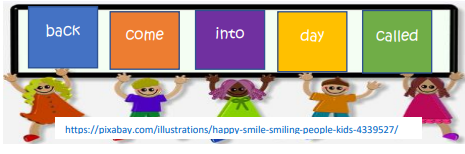 back come into day called
https://pixabay.com/illustrations/happy-smile-smiling-people-kids-4339527/